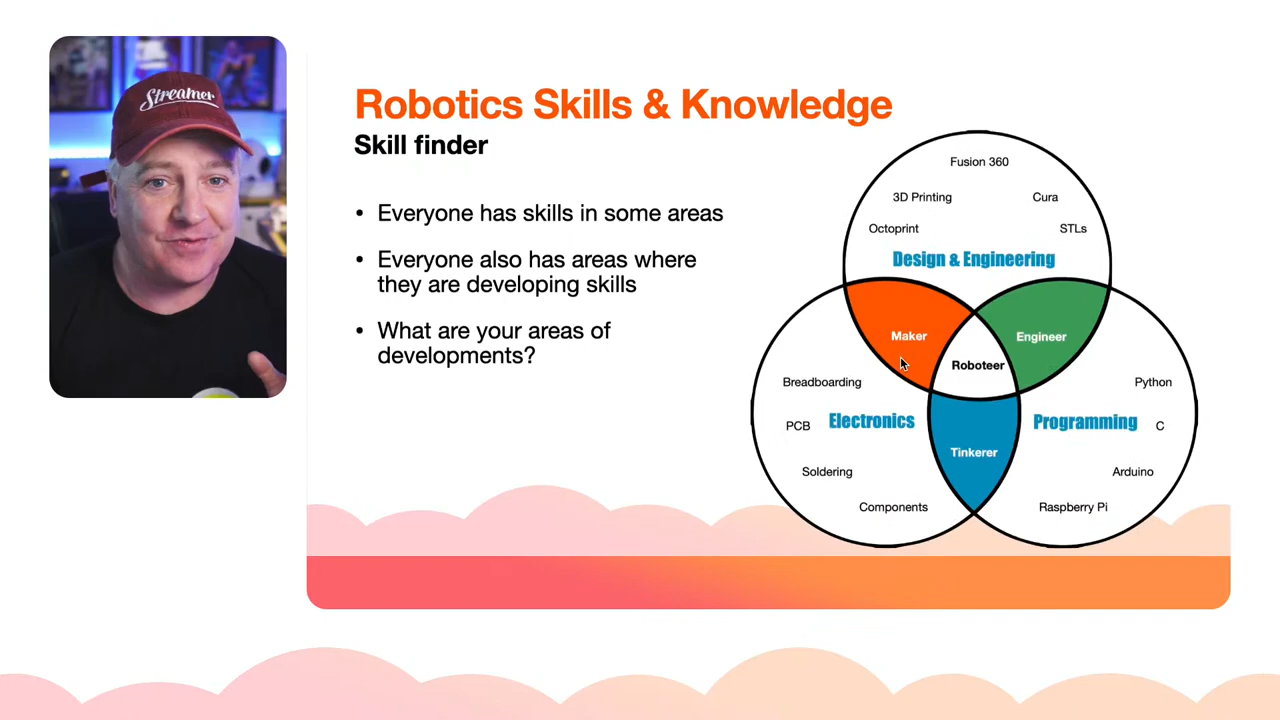 Streamer
Robotics Skills & Knowledge
Skill finder
• Everyone has skills in some areas
• Everyone also has areas where
they are developing skills
• What are your areas of
developments?
Fusion 360
3D Printing
Cura
Octoprint
STLs
Design & Engineering
Maker
Engineer
Roboteer
Breadboarding
Python
PCB
Electronics
Programming
C
Tinkerer
Soldering
Arduino
Components
Raspberry Pi